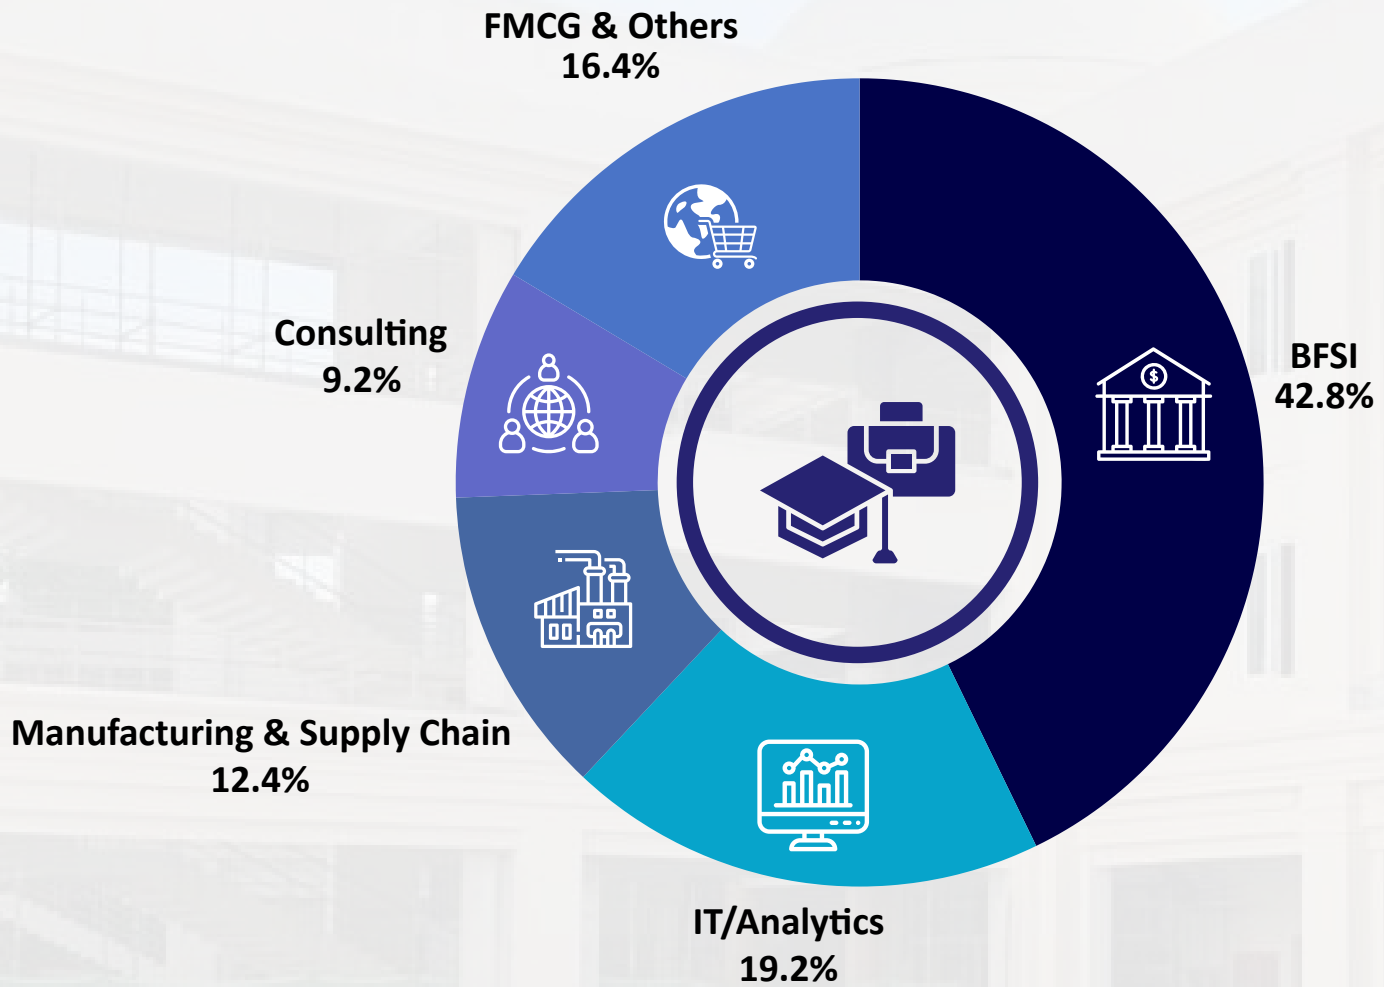 FMCG & Others
16.4%
BFSI
42.8%
Consulting
9.2%
Manufacturing & Supply Chain
12.4%
IT/Analytics
19.2%
$